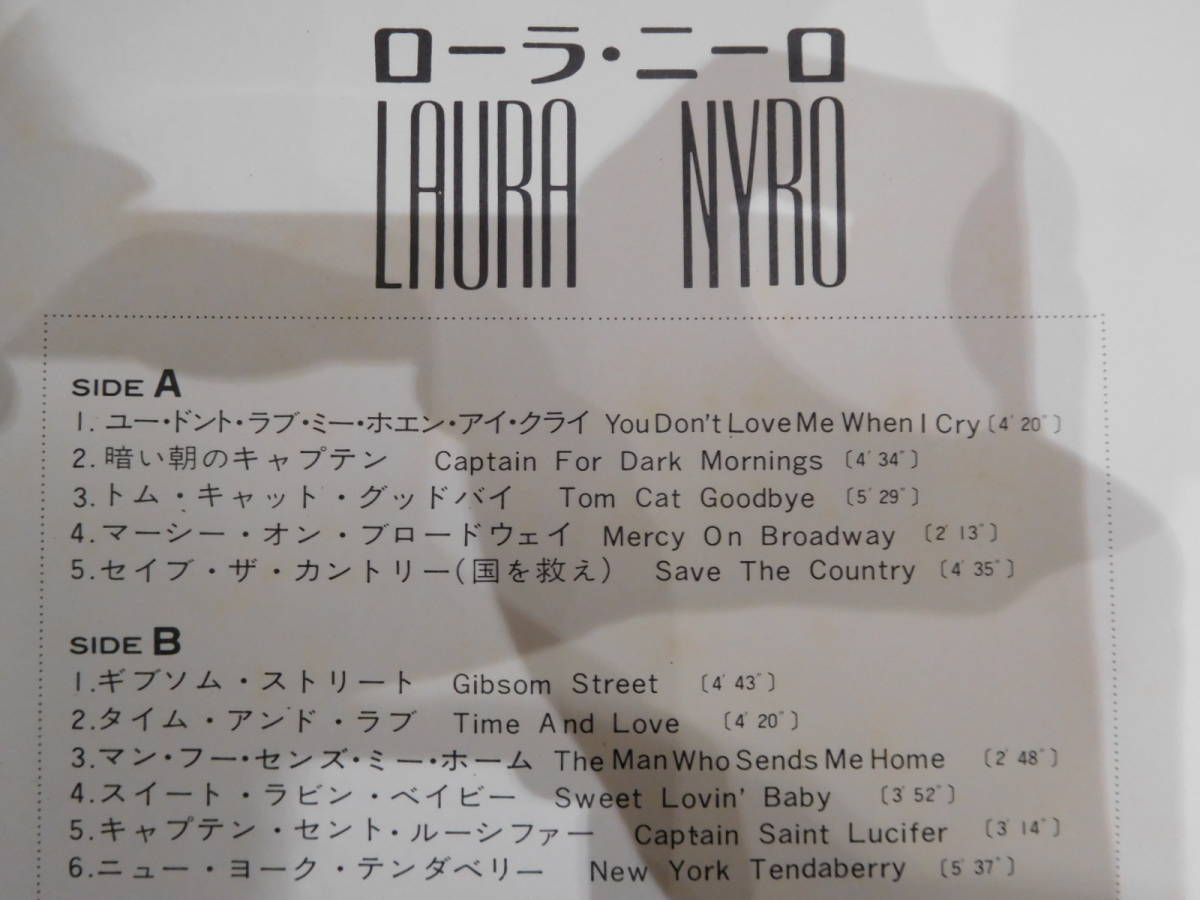 ローラ・ニーロ
LAURA NYRO
SIDE A
1. ユー・ドント・ラブ・ミー・ホエン・アイ・クライ You Don't Love Me When I Cry〔4′20″〕
2. 暗い朝のキャプテン Captain For Dark Mornings〔4′34″〕
3. トム・キャット・グッドバイ Tom Cat Goodbye〔5′29″〕
4. マーシー・オン・ブロードウェイ Mercy On Broadway〔2′13″〕
5. セイブ・ザ・カントリー(国を救え) Save The Country〔4′35″〕
SIDE B
1. ギブソム・ストリート Gibsom Street〔4′43″〕
2. タイム・アンド・ラブ Time And Love〔4′20″〕
3. マン・フー・センズ・ミー・ホーム The Man Who Sends Me Home〔2′48″〕
4. スイート・ラビン・ベイビー Sweet Lovin' Baby〔3′52″〕
5. キャプテン・セント・ルーシファー Captain Saint Lucifer〔3′14″〕
6. ニュー・ヨーク・テンダベリー New York Tendaberry〔5′37″〕